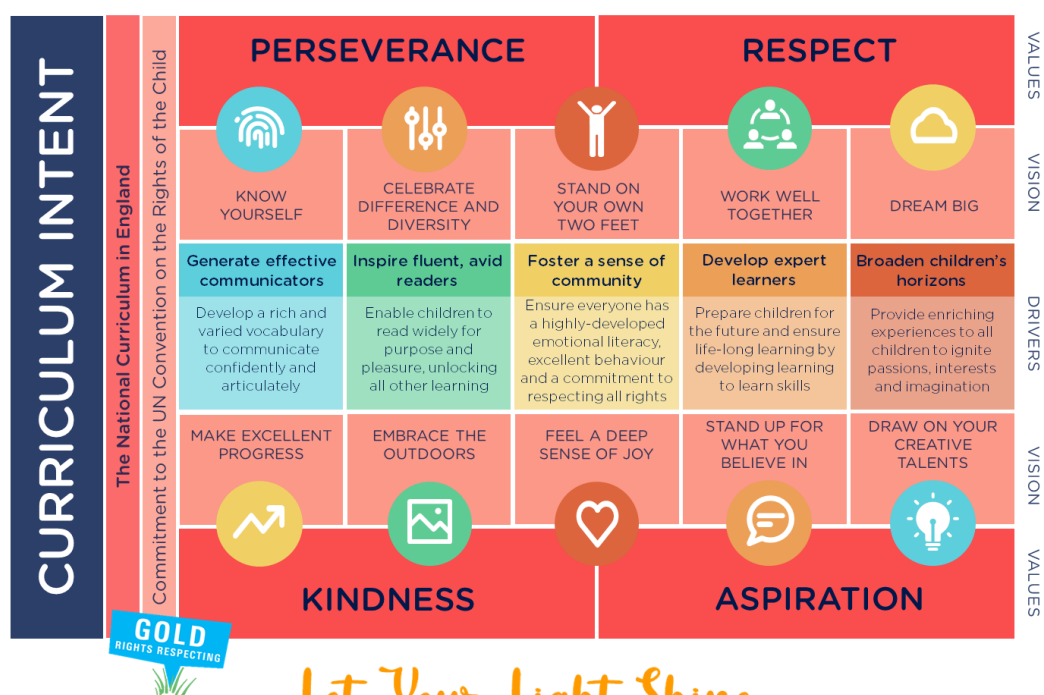 CURRICULUM INTENT
The National Curriculum in England
Commitment to the UN Convention on the Rights of the Child
PERSEVERANCE
RESPECT
VALUES
KNOW
YOURSELF
CELEBRATE
DIFFERENCE AND
DIVERSITY
STAND ON
YOUR OWN
TWO FEET
WORK WELL
TOGETHER
DREAM BIG
VISION
Generate effective
communicators
Develop a rich and
varied vocabulary
to communicate
confidently and
articulately
Inspire fluent, avid
readers
Enable children to
read widely for
purpose and
pleasure, unlocking
all other learning
Foster a sense of
community
Ensure everyone has
a highly-developed
emotional literacy,
excellent behaviour
and a commitment to
respecting all rights
Develop expert
learners
Prepare children for
the future and ensure
life-long learning by
developing learning
to learn skills
Broaden children's
horizons
Provide enriching
experiences to all
children to ignite
passions, interests
and imagination
DRIVERS
MAKE EXCELLENT
PROGRESS
EMBRACE THE
OUTDOORS
FEEL A DEEP
SENSE OF JOY
STAND UP FOR
WHAT YOU
BELIEVE IN
DRAW ON YOUR
CREATIVE
TALENTS
VISION
KINDNESS
ASPIRATION
VALUES
GOLD
RIGHTS RESPECTING
Let Your Light Shine